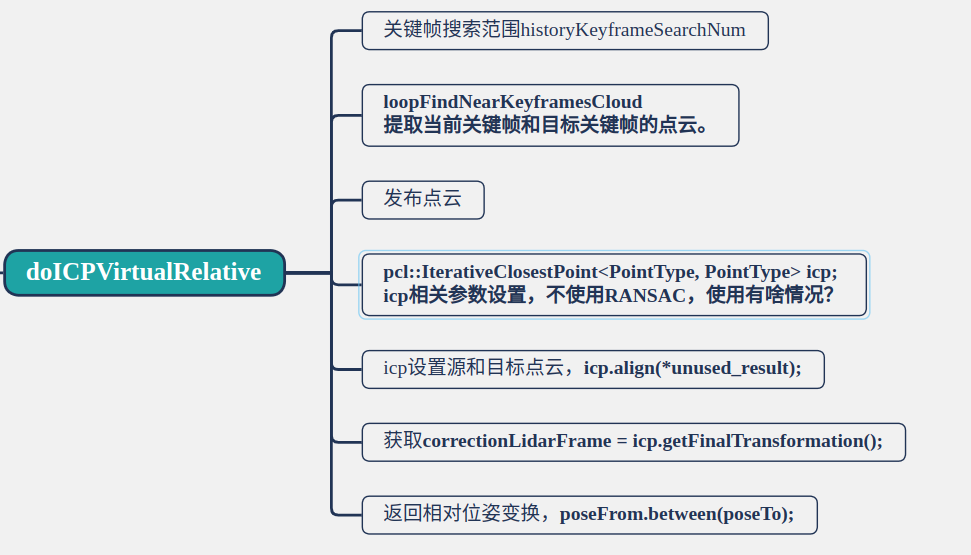 关键帧搜索范围historyKeyframeSearchNum
loopFindNearKeyframesCloud
提取当前关键帧和目标关键帧的点云。
发布点云
doICPVirtualRelative
pcl::IterativeClosestPoint<PointType, PointType> icp;
icp相关参数设置，不使用RANSAC，使用有啥情况？
icp设置源和目标点云，icp.align(*unused_result);
获取correctionLidarFrame = icp.getFinalTransformation();
返回相对位姿变换，poseFrom.between(poseTo);